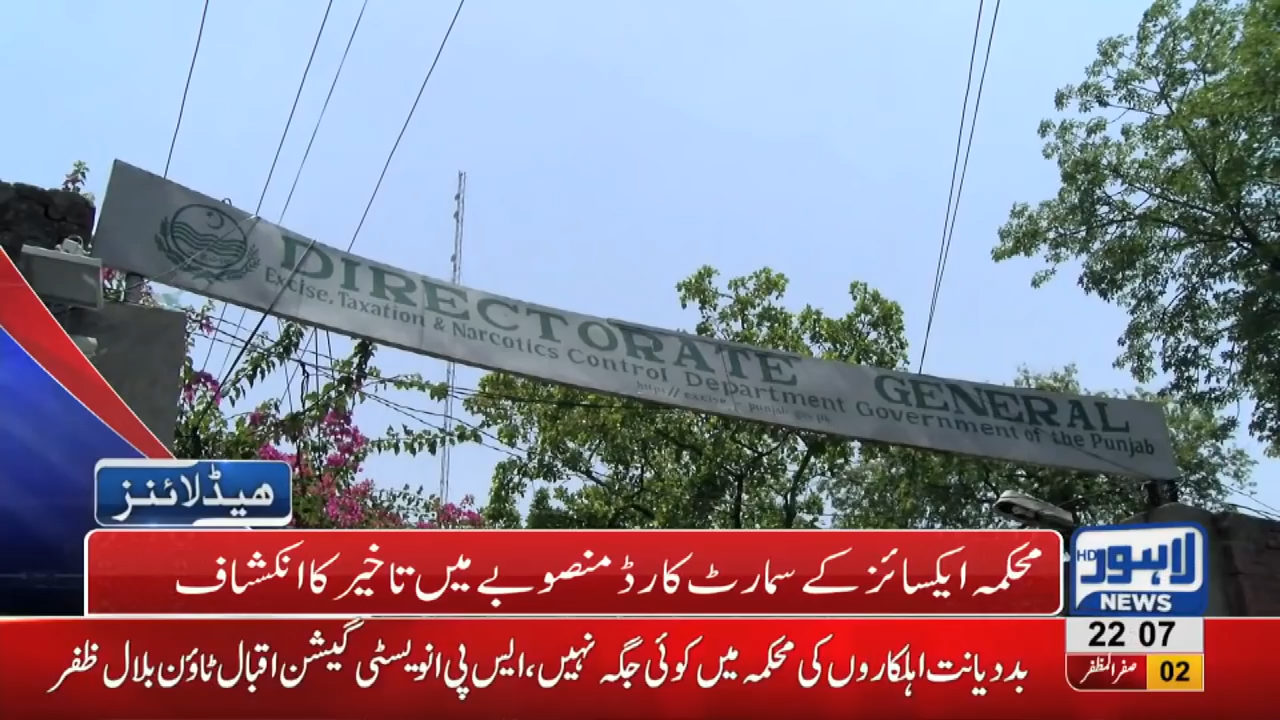 DIRECTORATE GENERAL
Excise, Taxation & Narcotics Control Department Government of the Punjab
ہیڈلائنز
محکمہ ایکسائز کے سمارٹ کارڈ منصوبے میں تاخیر کا انکشاف
HD لاہور
NEWS
22 07
صفرالمظفر 02
بددیانت اہلکاروں کی محکمہ میں کوئی جگہ نہیں، ایس پی انویسٹی گیشن اقبال ٹاؤن بلال ظفر